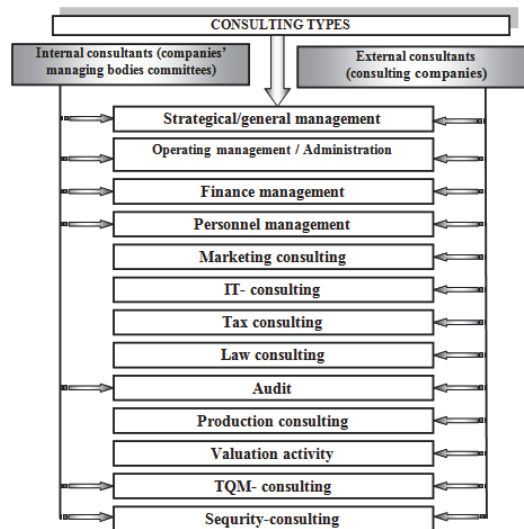 CONSULTING TYPES
Internal consultants (companies’
managing bodies committees)
External consultants
(consulting companies)
Strategical/general management
Operating management / Administration
Finance management
Personnel management
Marketing consulting
IT- consulting
Tax consulting
Law consulting
Audit
Production consulting
Valuation activity
TQM- consulting
Sequrity-consulting